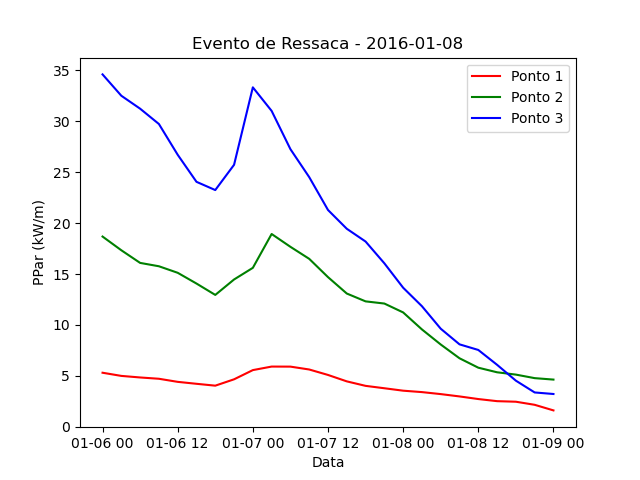 Evento de Ressaca - 2016-01-08
Ponto 1
Ponto 2
Ponto 3
PPar (kW/m)
35
30
25
20
15
10
5
0
01-06 00 01-06 12 01-07 00 01-07 12 01-08 00 01-08 12 01-09 00
Data